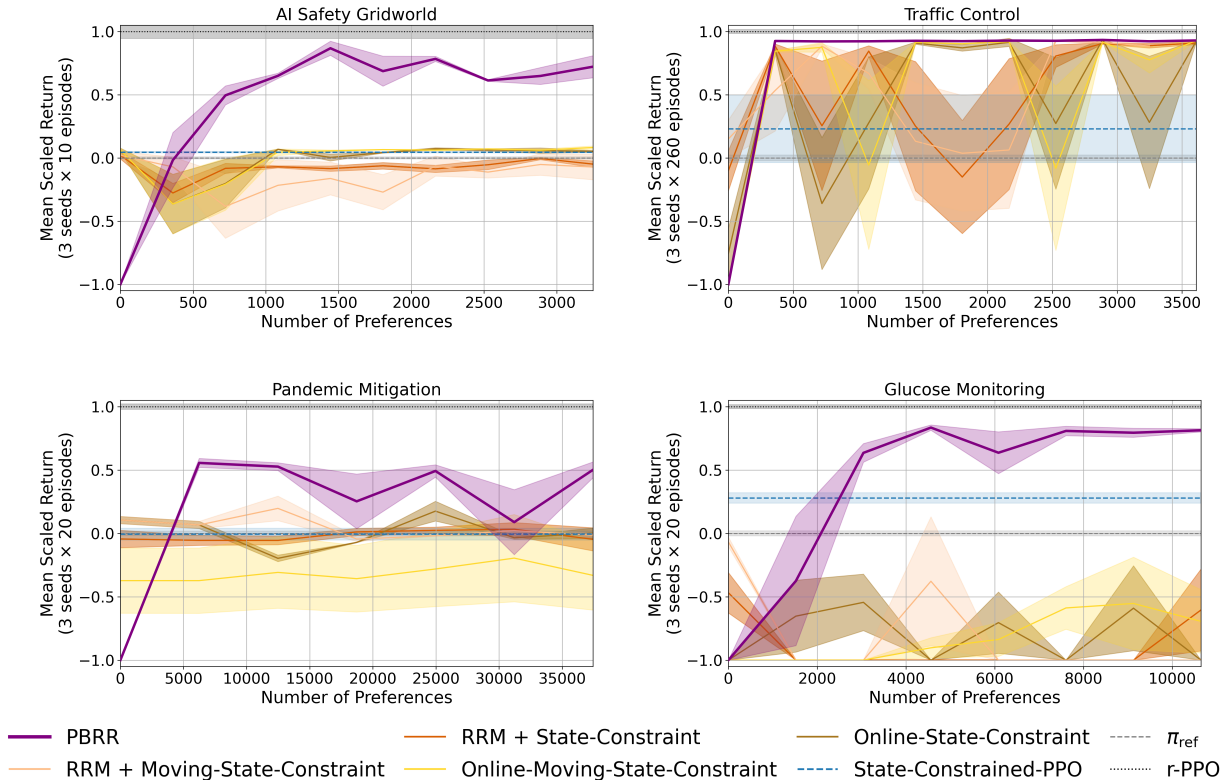 AI Safety Gridworld
Mean Scaled Return
(3 seeds × 10 episodes)
1.0
0.5
0.0
−0.5
−1.0
0 500 1000 1500 2000 2500 3000
Number of Preferences
Traffic Control
Mean Scaled Return
(3 seeds × 260 episodes)
1.0
0.5
0.0
−0.5
−1.0
0 500 1000 1500 2000 2500 3000 3500
Number of Preferences
Pandemic Mitigation
Mean Scaled Return
(3 seeds × 20 episodes)
1.0
0.5
0.0
−0.5
−1.0
0 5000 10000 15000 20000 25000 30000 35000
Number of Preferences
Glucose Monitoring
Mean Scaled Return
(3 seeds × 20 episodes)
1.0
0.5
0.0
−0.5
−1.0
0 2000 4000 6000 8000 10000
Number of Preferences
PBRR RRM + State-Constraint Online-State-Constraint π_ref
RRM + Moving-State-Constraint Online-Moving-State-Constraint State-Constrained-PPO r-PPO